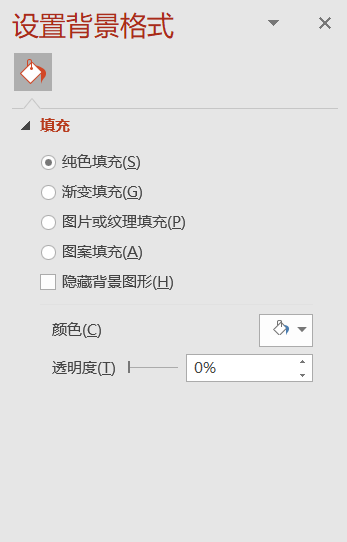 设置背景格式
填充
纯色填充(S)
渐变填充(G)
图片或纹理填充(P)
图案填充(A)
隐藏背景图形(H)
颜色(C)
透明度(T) 0%